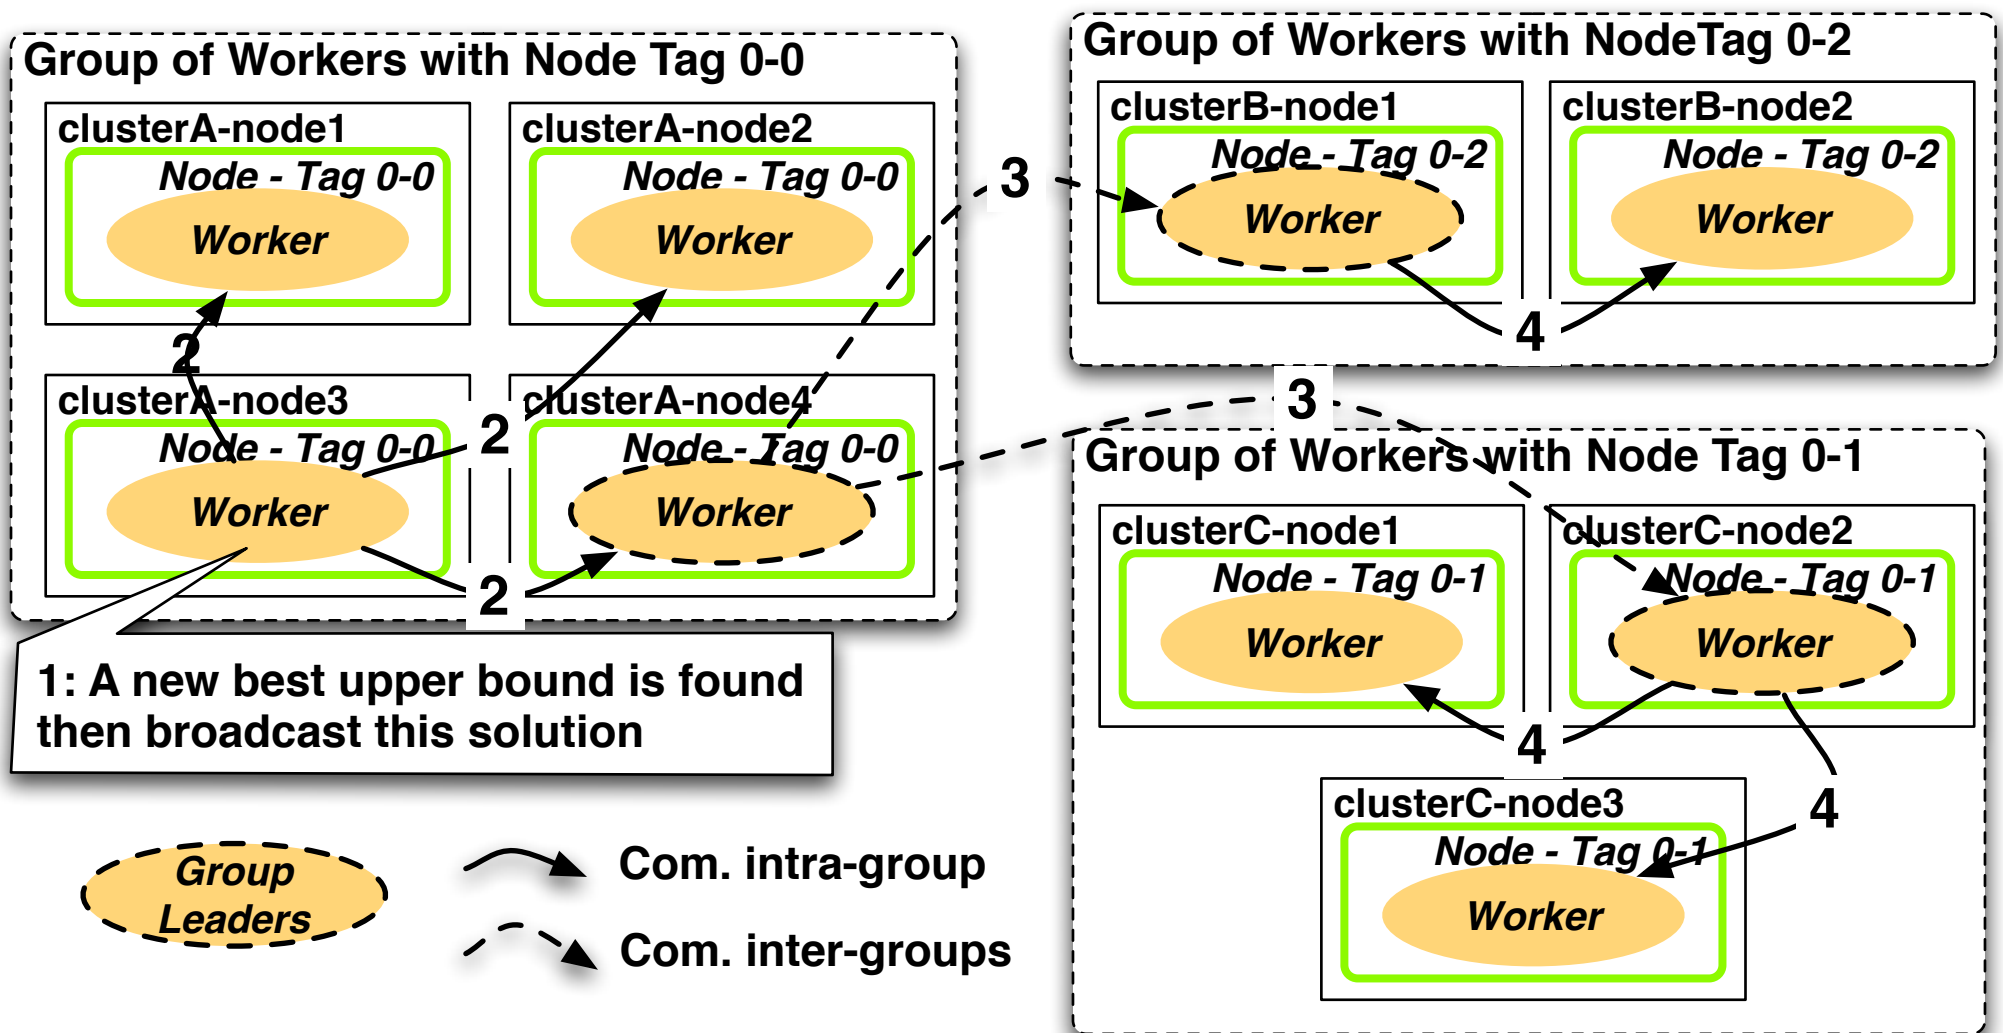 Group of Workers with Node Tag 0-0
clusterA-node1
Node - Tag 0-0
Worker
clusterA-node2
Node - Tag 0-0
Worker
2
clusterA-node3
Node - Tag 0-0
Worker
2
clusterA-node4
Node - Tag 0-0
Worker
2
1: A new best upper bound is found
then broadcast this solution
3
Group of Workers with NodeTag 0-2
clusterB-node1
Node - Tag 0-2
Worker
clusterB-node2
Node - Tag 0-2
Worker
4
3
Group of Workers with Node Tag 0-1
clusterC-node1
Node - Tag 0-1
Worker
clusterC-node2
Node - Tag 0-1
Worker
4
4
clusterC-node3
Node - Tag 0-1
Worker
Group
Leaders
Com. intra-group
Com. inter-groups